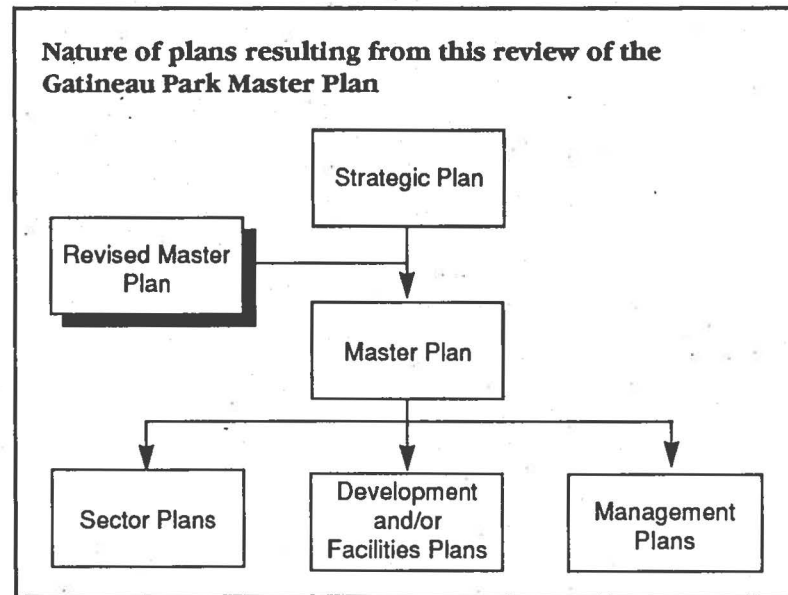 Nature of plans resulting from this review of the
Gatineau Park Master Plan
Strategic Plan
Revised Master
Plan
Master Plan
Sector Plans
Development
and/or
Facilities Plans
Management
Plans